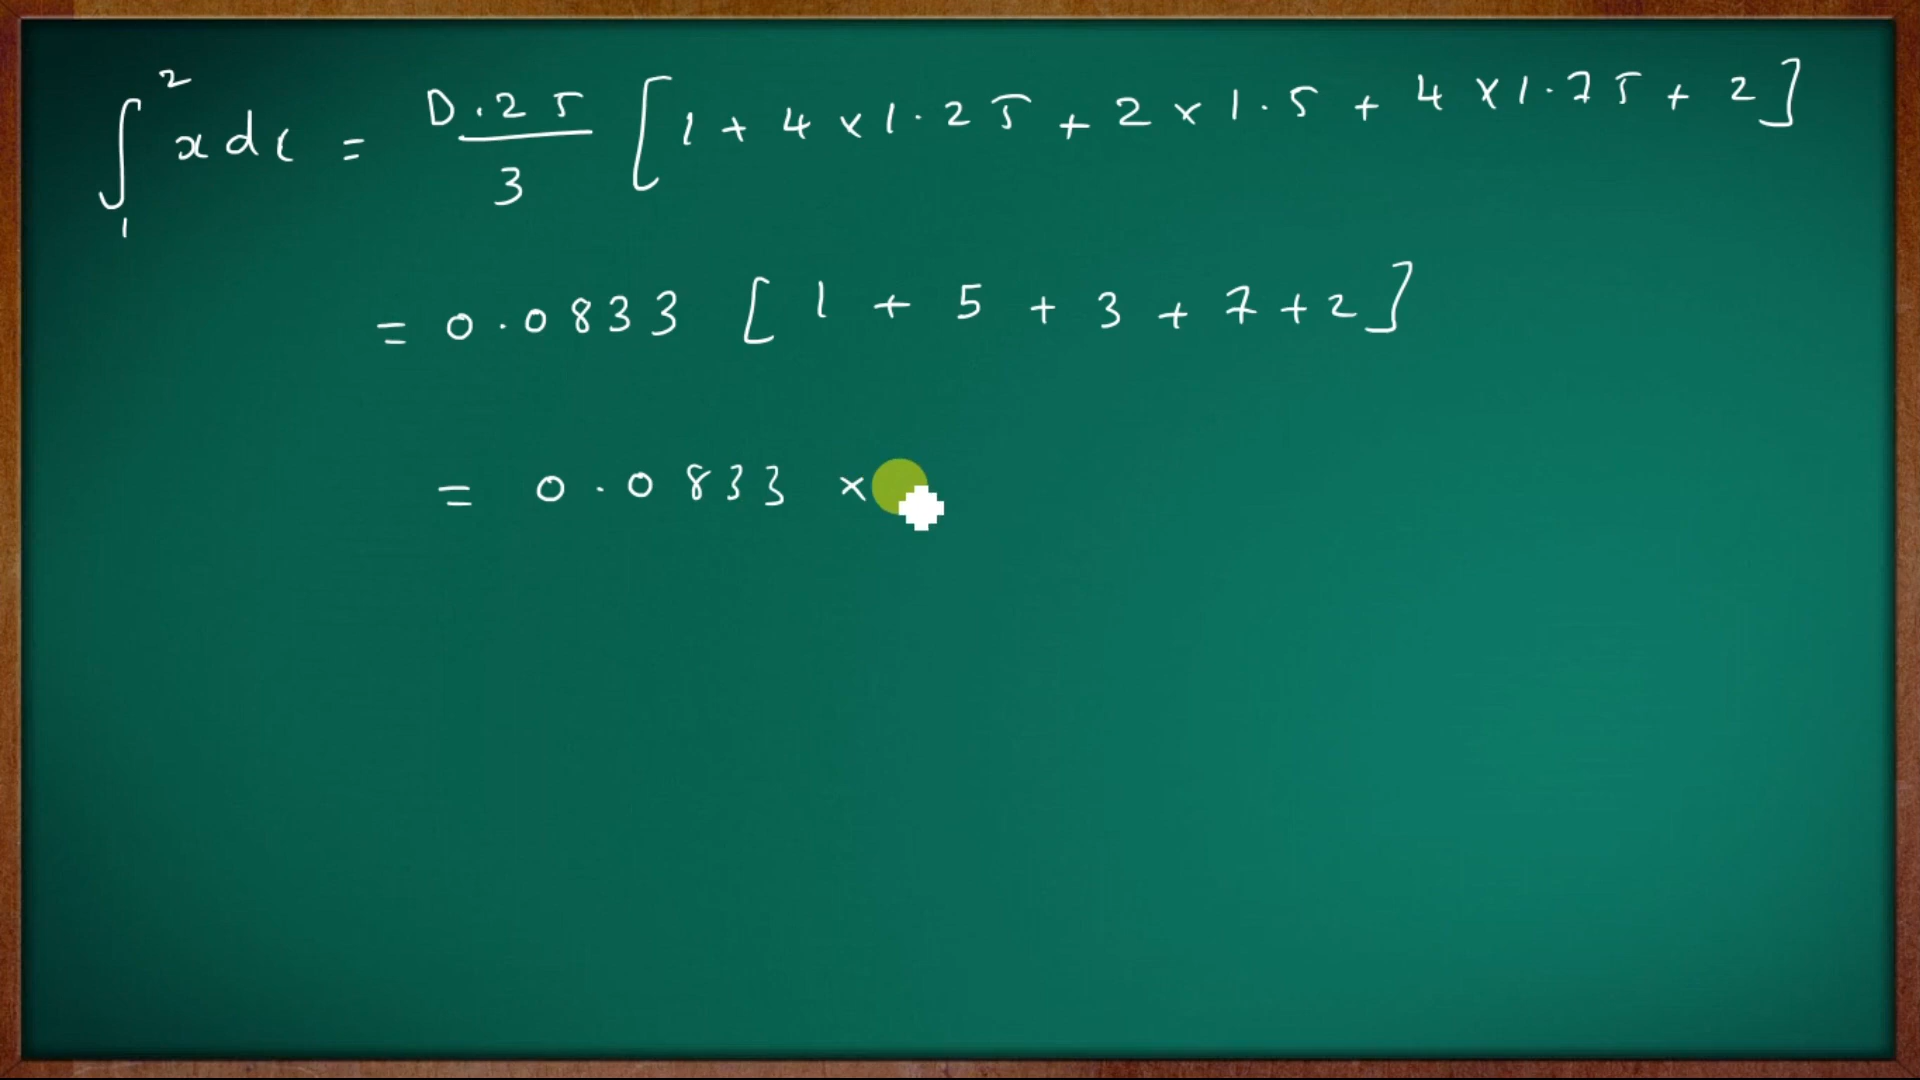 ∫₁² x dx = 0.25/3 [1 + 4 × 1.25 + 2 × 1.5 + 4 × 1.75 + 2]
= 0.0833 [1 + 5 + 3 + 7 + 2]
= 0.0833 ×